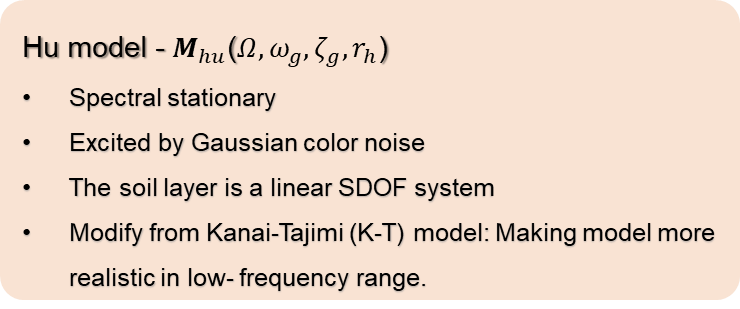 Hu model - 𝑴ℎ𝑢(𝛺, 𝜔𝑔, 𝜁𝑔, 𝑟ℎ)
• Spectral stationary
• Excited by Gaussian color noise
• The soil layer is a linear SDOF system
• Modify from Kanai-Tajimi (K-T) model: Making model more
realistic in low- frequency range.